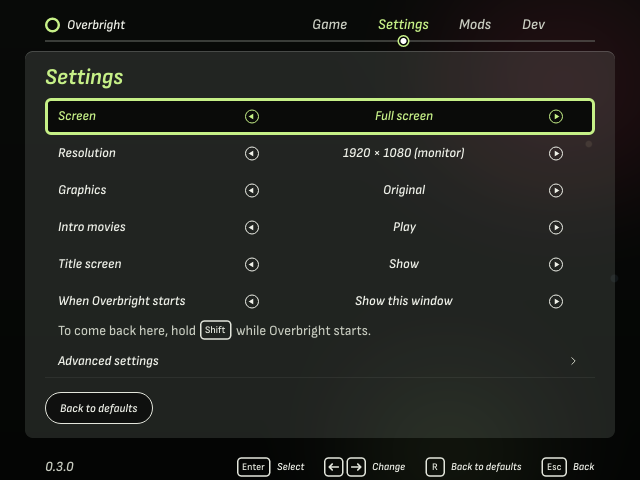 Overbright
Game Settings Mods Dev
Settings
Screen Full screen
Resolution 1920 × 1080 (monitor)
Graphics Original
Intro movies Play
Title screen Show
When Overbright starts Show this window
To come back here, hold Shift while Overbright starts.
Advanced settings
Back to defaults
0.3.0 Enter Select Change R Back to defaults Esc Back